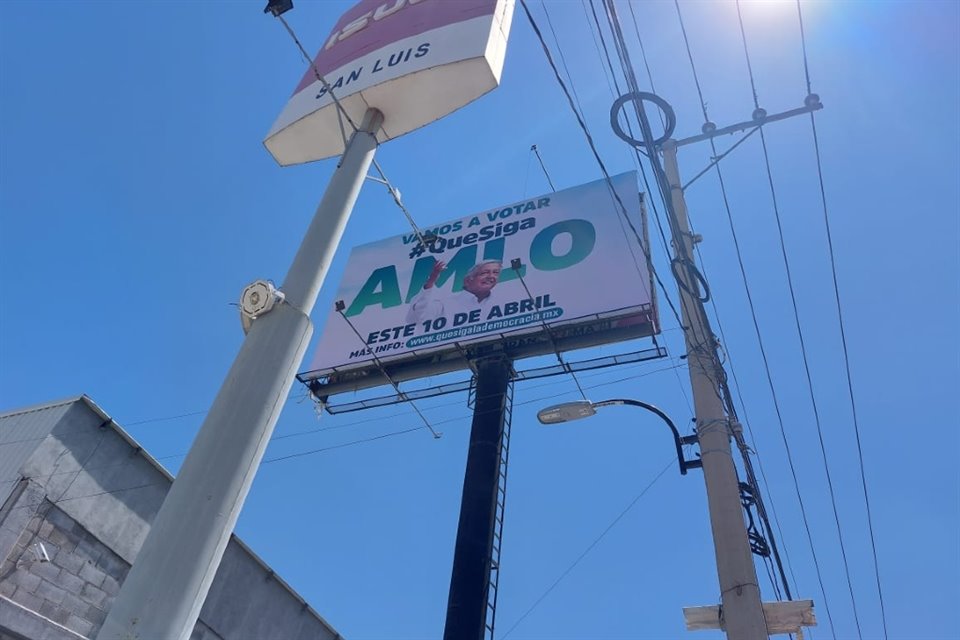 SAN LUIS
VAMOS A VOTAR
#QueSiga
AMLO
ESTE 10 DE ABRIL
MÁS INFO: www.quesigalademocracia.mx